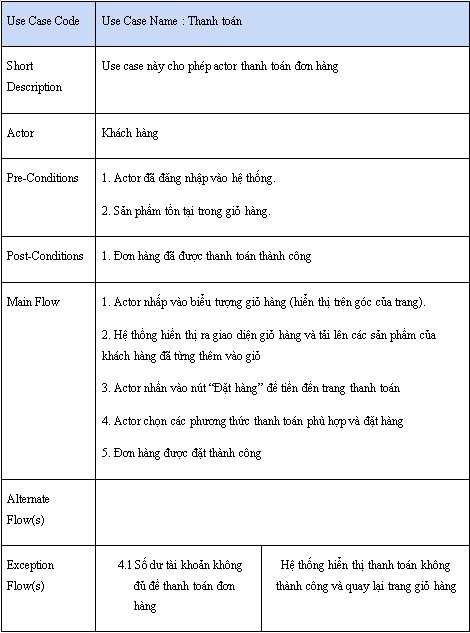 Use Case Code
Use Case Name : Thanh toán
Short
Description
Use case này cho phép actor thanh toán đơn hàng
Actor
Khách hàng
Pre-Conditions
1. Actor đã đăng nhập vào hệ thống.
2. Sản phẩm tồn tại trong giỏ hàng.
Post-Conditions
1. Đơn hàng đã được thanh toán thành công
Main Flow
1. Actor nhấp vào biểu tượng giỏ hàng (hiển thị trên góc của trang).
2. Hệ thống hiển thị ra giao diện giỏ hàng và tải lên các sản phẩm của
khách hàng đã từng thêm vào giỏ
3. Actor nhấn vào nút “Đặt hàng” để tiến đến trang thanh toán
4. Actor chọn các phương thức thanh toán phù hợp và đặt hàng
5. Đơn hàng được đặt thành công
Alternate
Flow(s)
Exception
Flow(s)
4.1 Số dư tài khoản không
đủ để thanh toán đơn
hàng
Hệ thống hiển thị thanh toán không
thành công và quay lại trang giỏ hàng